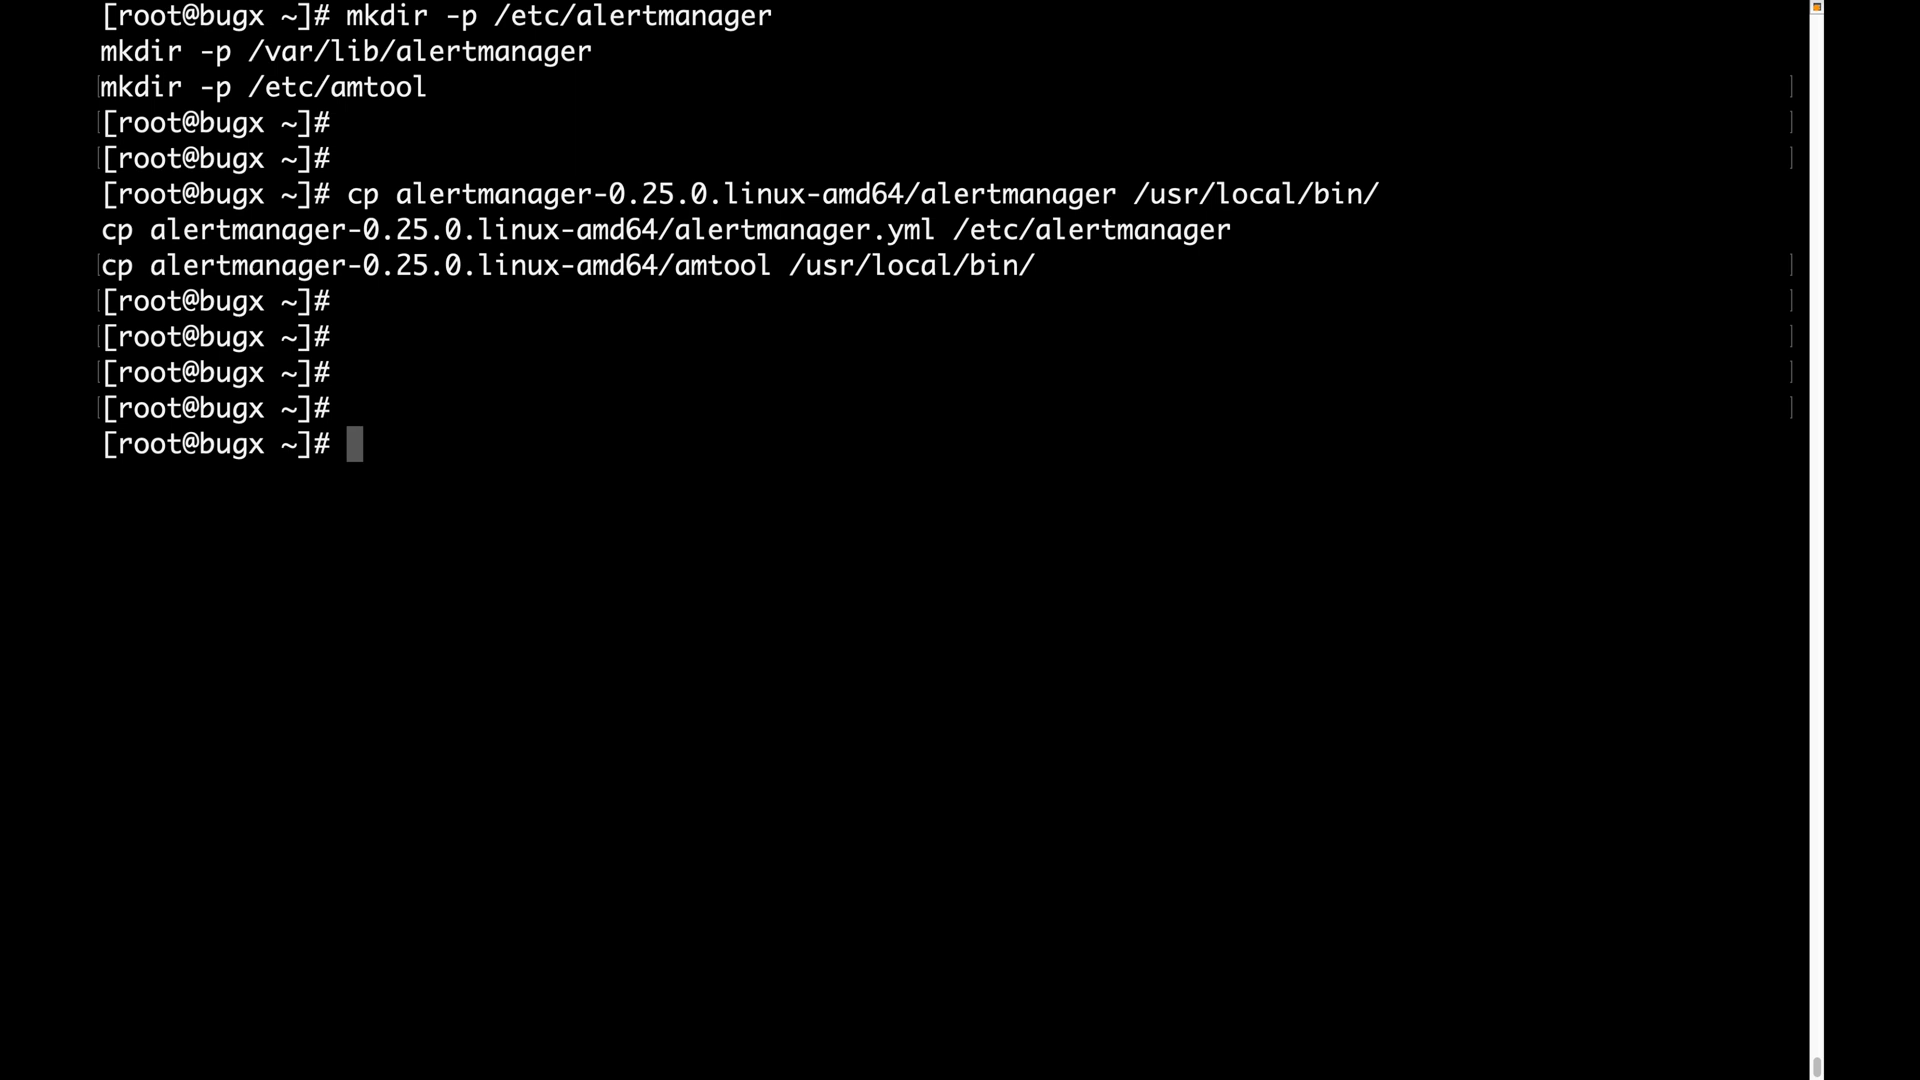 [root@bugx ~]# mkdir -p /etc/alertmanager
mkdir -p /var/lib/alertmanager
mkdir -p /etc/amtool
[root@bugx ~]#
[root@bugx ~]#
[root@bugx ~]# cp alertmanager-0.25.0.linux-amd64/alertmanager /usr/local/bin/
cp alertmanager-0.25.0.linux-amd64/alertmanager.yml /etc/alertmanager
cp alertmanager-0.25.0.linux-amd64/amtool /usr/local/bin/
[root@bugx ~]#
[root@bugx ~]#
[root@bugx ~]#
[root@bugx ~]#
[root@bugx ~]#